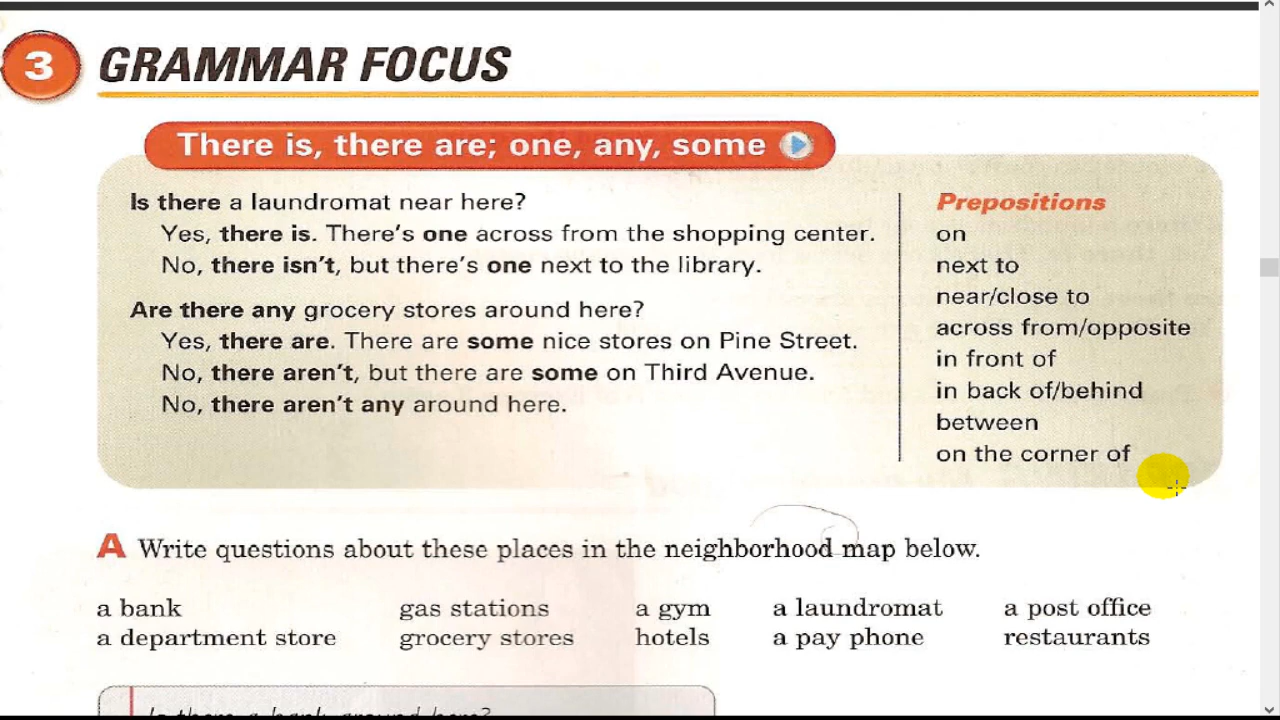 3 GRAMMAR FOCUS
There is, there are; one, any, some
Is there a laundromat near here?
Yes, there is. There's one across from the shopping center.
No, there isn't, but there's one next to the library.
Are there any grocery stores around here?
Yes, there are. There are some nice stores on Pine Street.
No, there aren't, but there are some on Third Avenue.
No, there aren't any around here.
Prepositions
on
next to
near/close to
across from/opposite
in front of
in back of/behind
between
on the corner of
A Write questions about these places in the neighborhood map below.
a bank gas stations a gym a laundromat a post office
a department store grocery stores hotels a pay phone restaurants
Is there a bank around here?